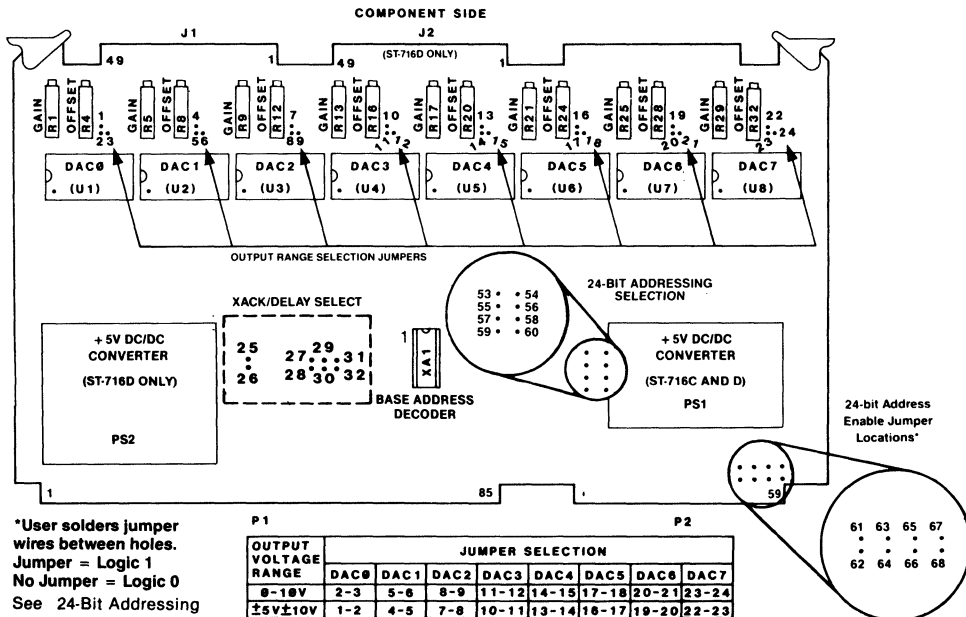 COMPONENT SIDE
J1 J2
(ST-716D ONLY)
49 1 49 1
GAIN R1 OFFSET R4 1 23
GAIN R5 OFFSET R8 4 56
GAIN R9 OFFSET R12 7 89
GAIN R13 OFFSET R16 10 11 12
GAIN R17 OFFSET R20 13 14 15
GAIN R21 OFFSET R24 16 17 18
GAIN R25 OFFSET R28 19 20 21
GAIN R29 OFFSET R32 22 23 24
DAC0 DAC1 DAC2 DAC3 DAC4 DAC5 DAC6 DAC7
(U1) (U2) (U3) (U4) (U5) (U6) (U7) (U8)
OUTPUT RANGE SELECTION JUMPERS
XACK/DELAY SELECT
25
26
27 29 31
28 30 32
1
XA1
BASE ADDRESS
DECODER
53 54
55 56
57 58
59 60
24-BIT ADDRESSING
SELECTION
+5V DC/DC
CONVERTER
(ST-716D ONLY)
PS2
+5V DC/DC
CONVERTER
(ST-716C AND D)
PS1
24-bit Address
Enable Jumper
Locations*
1 85 59
P1 P2
61 63 65 67
62 64 66 68
*User solders jumper
wires between holes.
Jumper = Logic 1
No Jumper = Logic 0
See 24-Bit Addressing
OUTPUT VOLTAGE RANGE JUMPER SELECTION
DAC0 DAC1 DAC2 DAC3 DAC4 DAC5 DAC6 DAC7
0-10V 2-3 5-6 8-9 11-12 14-15 17-18 20-21 23-24
±5V±10V 1-2 4-5 7-8 10-11 13-14 16-17 19-20 22-23